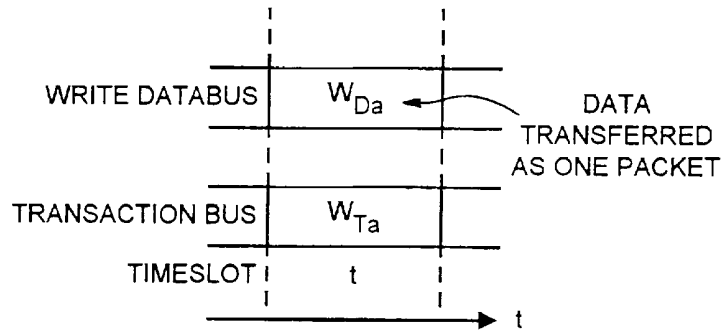 WRITE DATABUS
W_Da
DATA
TRANSFERRED
AS ONE PACKET
TRANSACTION BUS
W_Ta
TIMESLOT
t
t